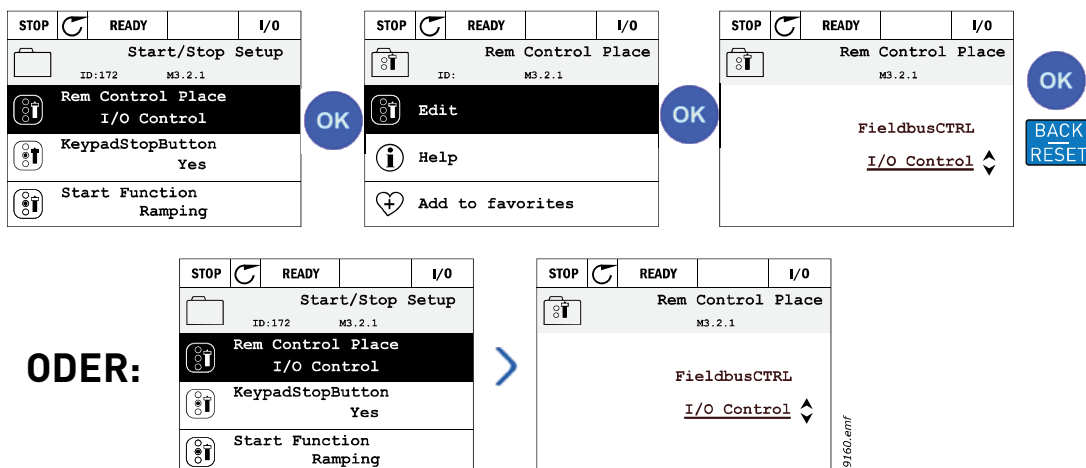 STOP READY I/O
Start/Stop Setup
ID:172 M3.2.1
Rem Control Place
I/O Control
KeypadStopButton
Yes
Start Function
Ramping
OK
STOP READY I/O
Rem Control Place
ID: M3.2.1
Edit
Help
Add to favorites
OK
STOP READY I/O
Rem Control Place
M3.2.1
FieldbusCTRL
I/O Control
OK
BACK
RESET
ODER:
STOP READY I/O
Start/Stop Setup
ID:172 M3.2.1
Rem Control Place
I/O Control
KeypadStopButton
Yes
Start Function
Ramping
STOP READY I/O
Rem Control Place
M3.2.1
FieldbusCTRL
I/O Control
9160.emf